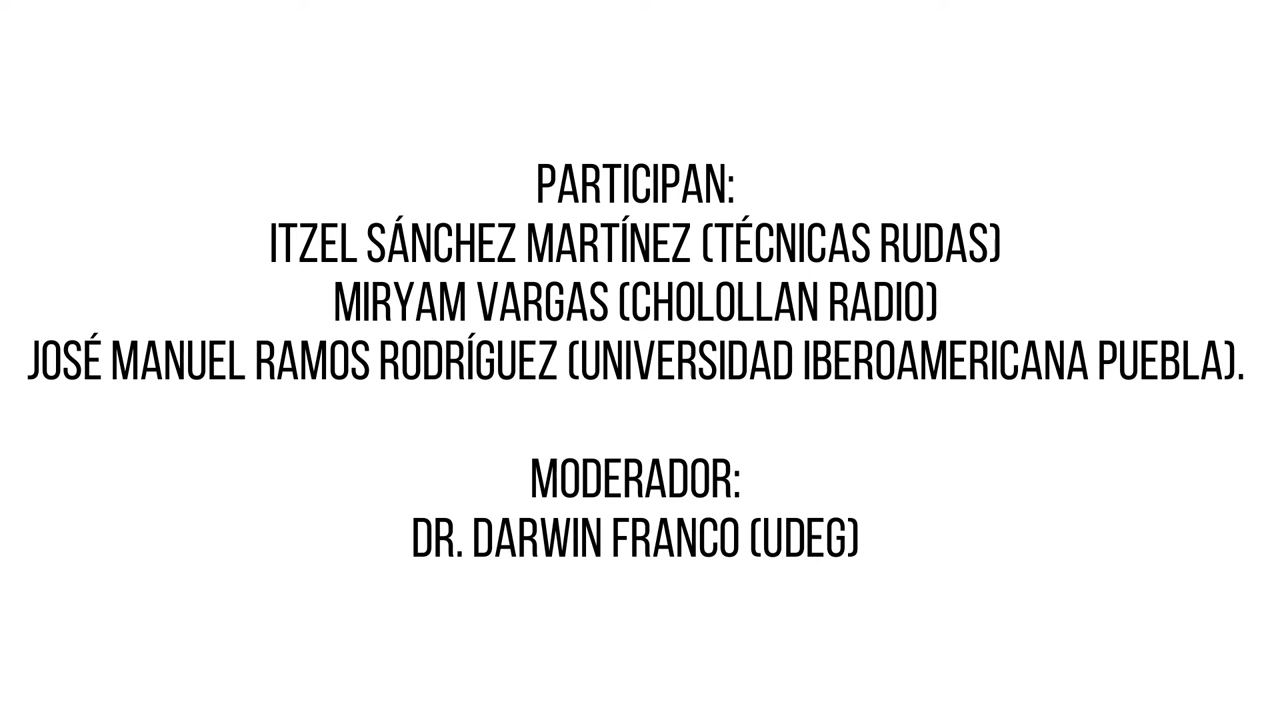 PARTICIPAN:
ITZEL SÁNCHEZ MARTÍNEZ (TÉCNICAS RUDAS)
MIRYAM VARGAS (CHOLOLLAN RADIO)
JOSÉ MANUEL RAMOS RODRÍGUEZ (UNIVERSIDAD IBEROAMERICANA PUEBLA).
MODERADOR:
DR. DARWIN FRANCO (UDEG)